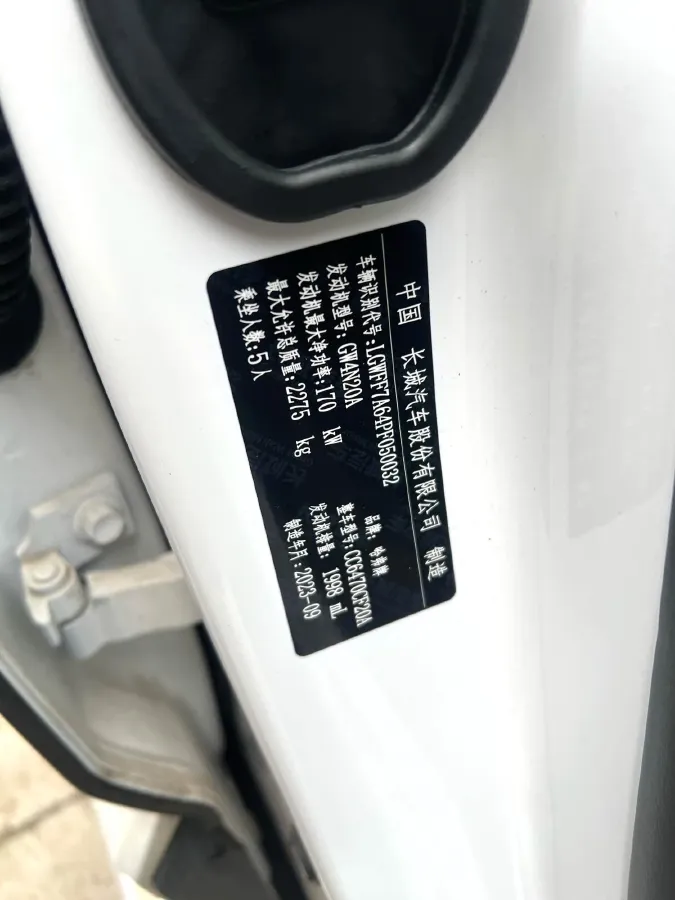 中国 长城汽车股份有限公司 制造
车辆识别代号:LGWFF7A64PF050032
品牌: 哈弗牌
发动机型号:GW4N20A
整车型号:CC6470CF20A
发动机最大净功率:170 kW
发动机排量: 1998 mL
最大允许总质量:2275 kg
制造年月:2023-09
乘坐人数:5人